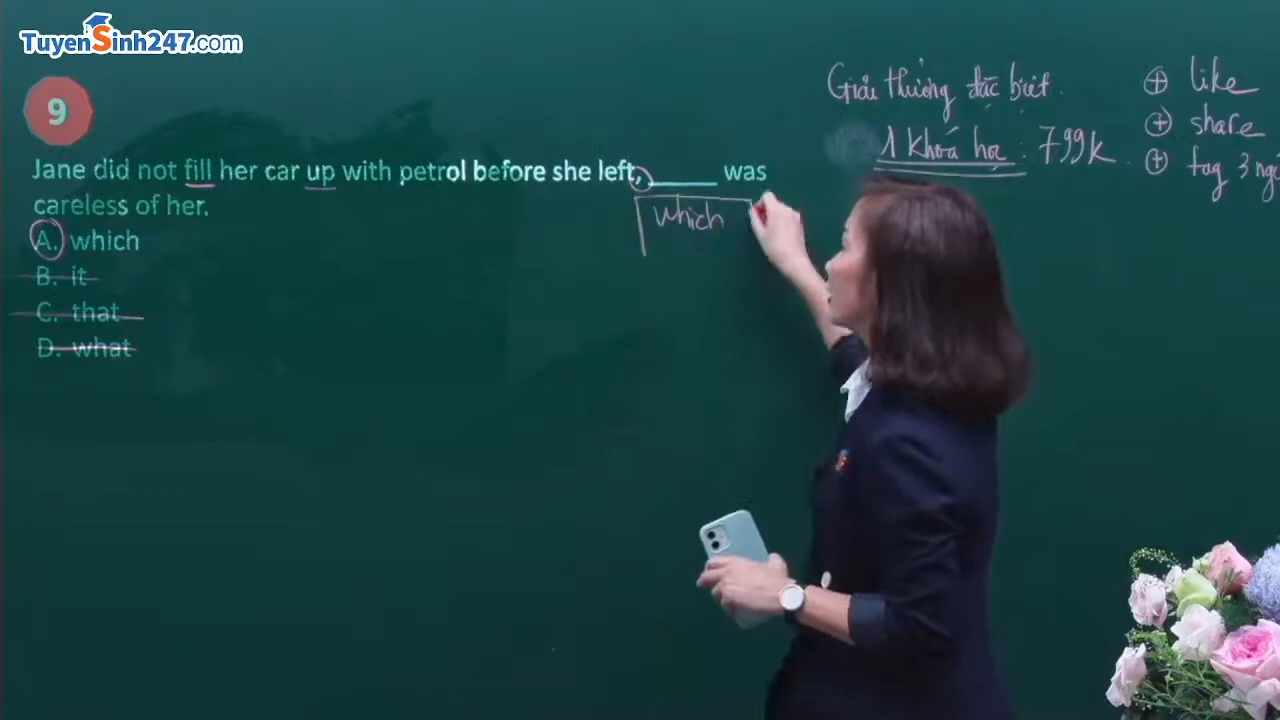 TuyenSinh247.com
9
Jane did not fill her car up with petrol before she left, ______ was
careless of her.
A. which
B. it
C. that
D. what
which
Giải thưởng đặc biệt
1 khoá học: 799k
+ like
+ share
+ tag 3